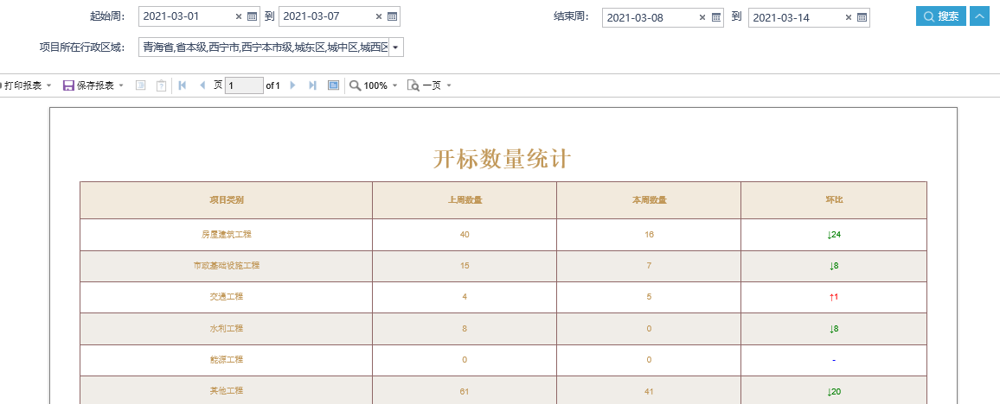 起始周: 2021-03-01 到 2021-03-07 结束周: 2021-03-08 到 2021-03-14 搜索
项目所在行政区域: 青海省,省本级,西宁市,西宁本市级,城东区,城中区,城西区
打印报表 保存报表 页 1 of 1 100% 一页
开标数量统计
项目类别 上周数量 本周数量 环比
房屋建筑工程 40 16 ↓24
市政基础设施工程 15 7 ↓8
交通工程 4 5 ↑1
水利工程 8 0 ↓8
能源工程 0 0 -
其他工程 61 41 ↓20